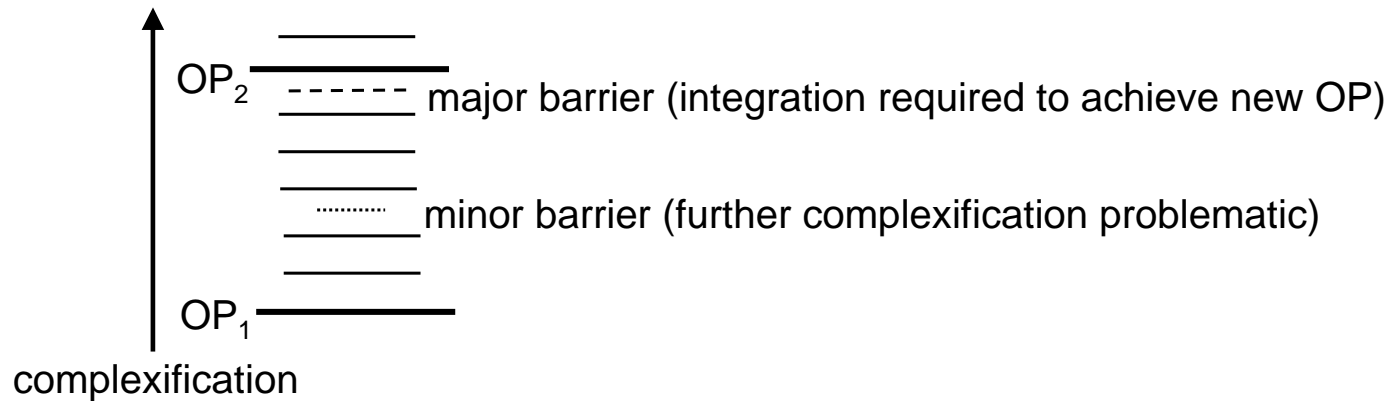 OP₂
major barrier (integration required to achieve new OP)
minor barrier (further complexification problematic)
OP₁
complexification